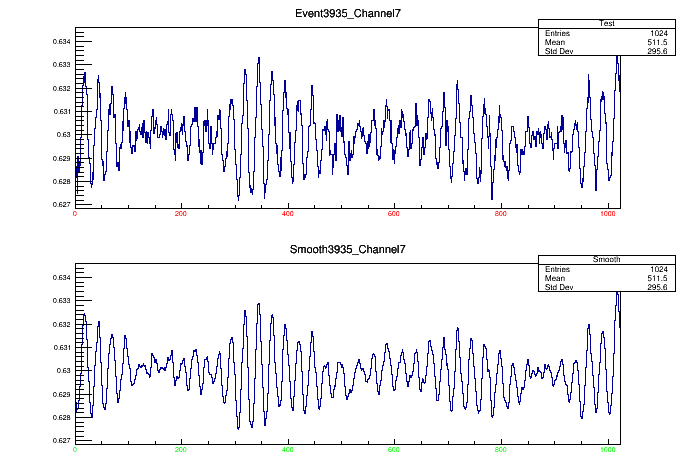 Event3935_Channel7
Test
Entries 1024
Mean 511.5
Std Dev 295.6
0.634
0.633
0.632
0.631
0.63
0.629
0.628
0.627
0 200 400 600 800 1000
Smooth3935_Channel7
Smooth
Entries 1024
Mean 511.5
Std Dev 295.6
0.634
0.633
0.632
0.631
0.63
0.629
0.628
0.627
0 200 400 600 800 1000